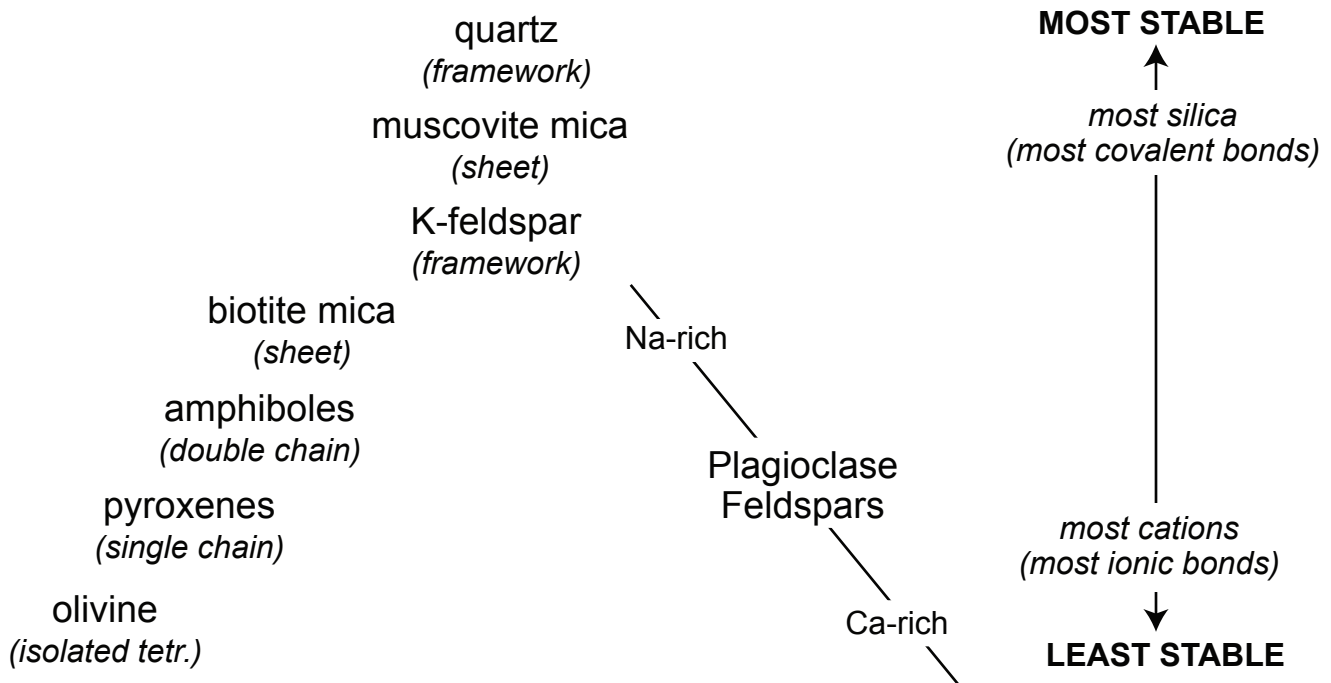 quartz
(framework)
muscovite mica
(sheet)
K-feldspar
(framework)
biotite mica
(sheet)
amphiboles
(double chain)
pyroxenes
(single chain)
olivine
(isolated tetr.)
Na-rich
Plagioclase
Feldspars
Ca-rich
MOST STABLE
most silica
(most covalent bonds)
most cations
(most ionic bonds)
LEAST STABLE